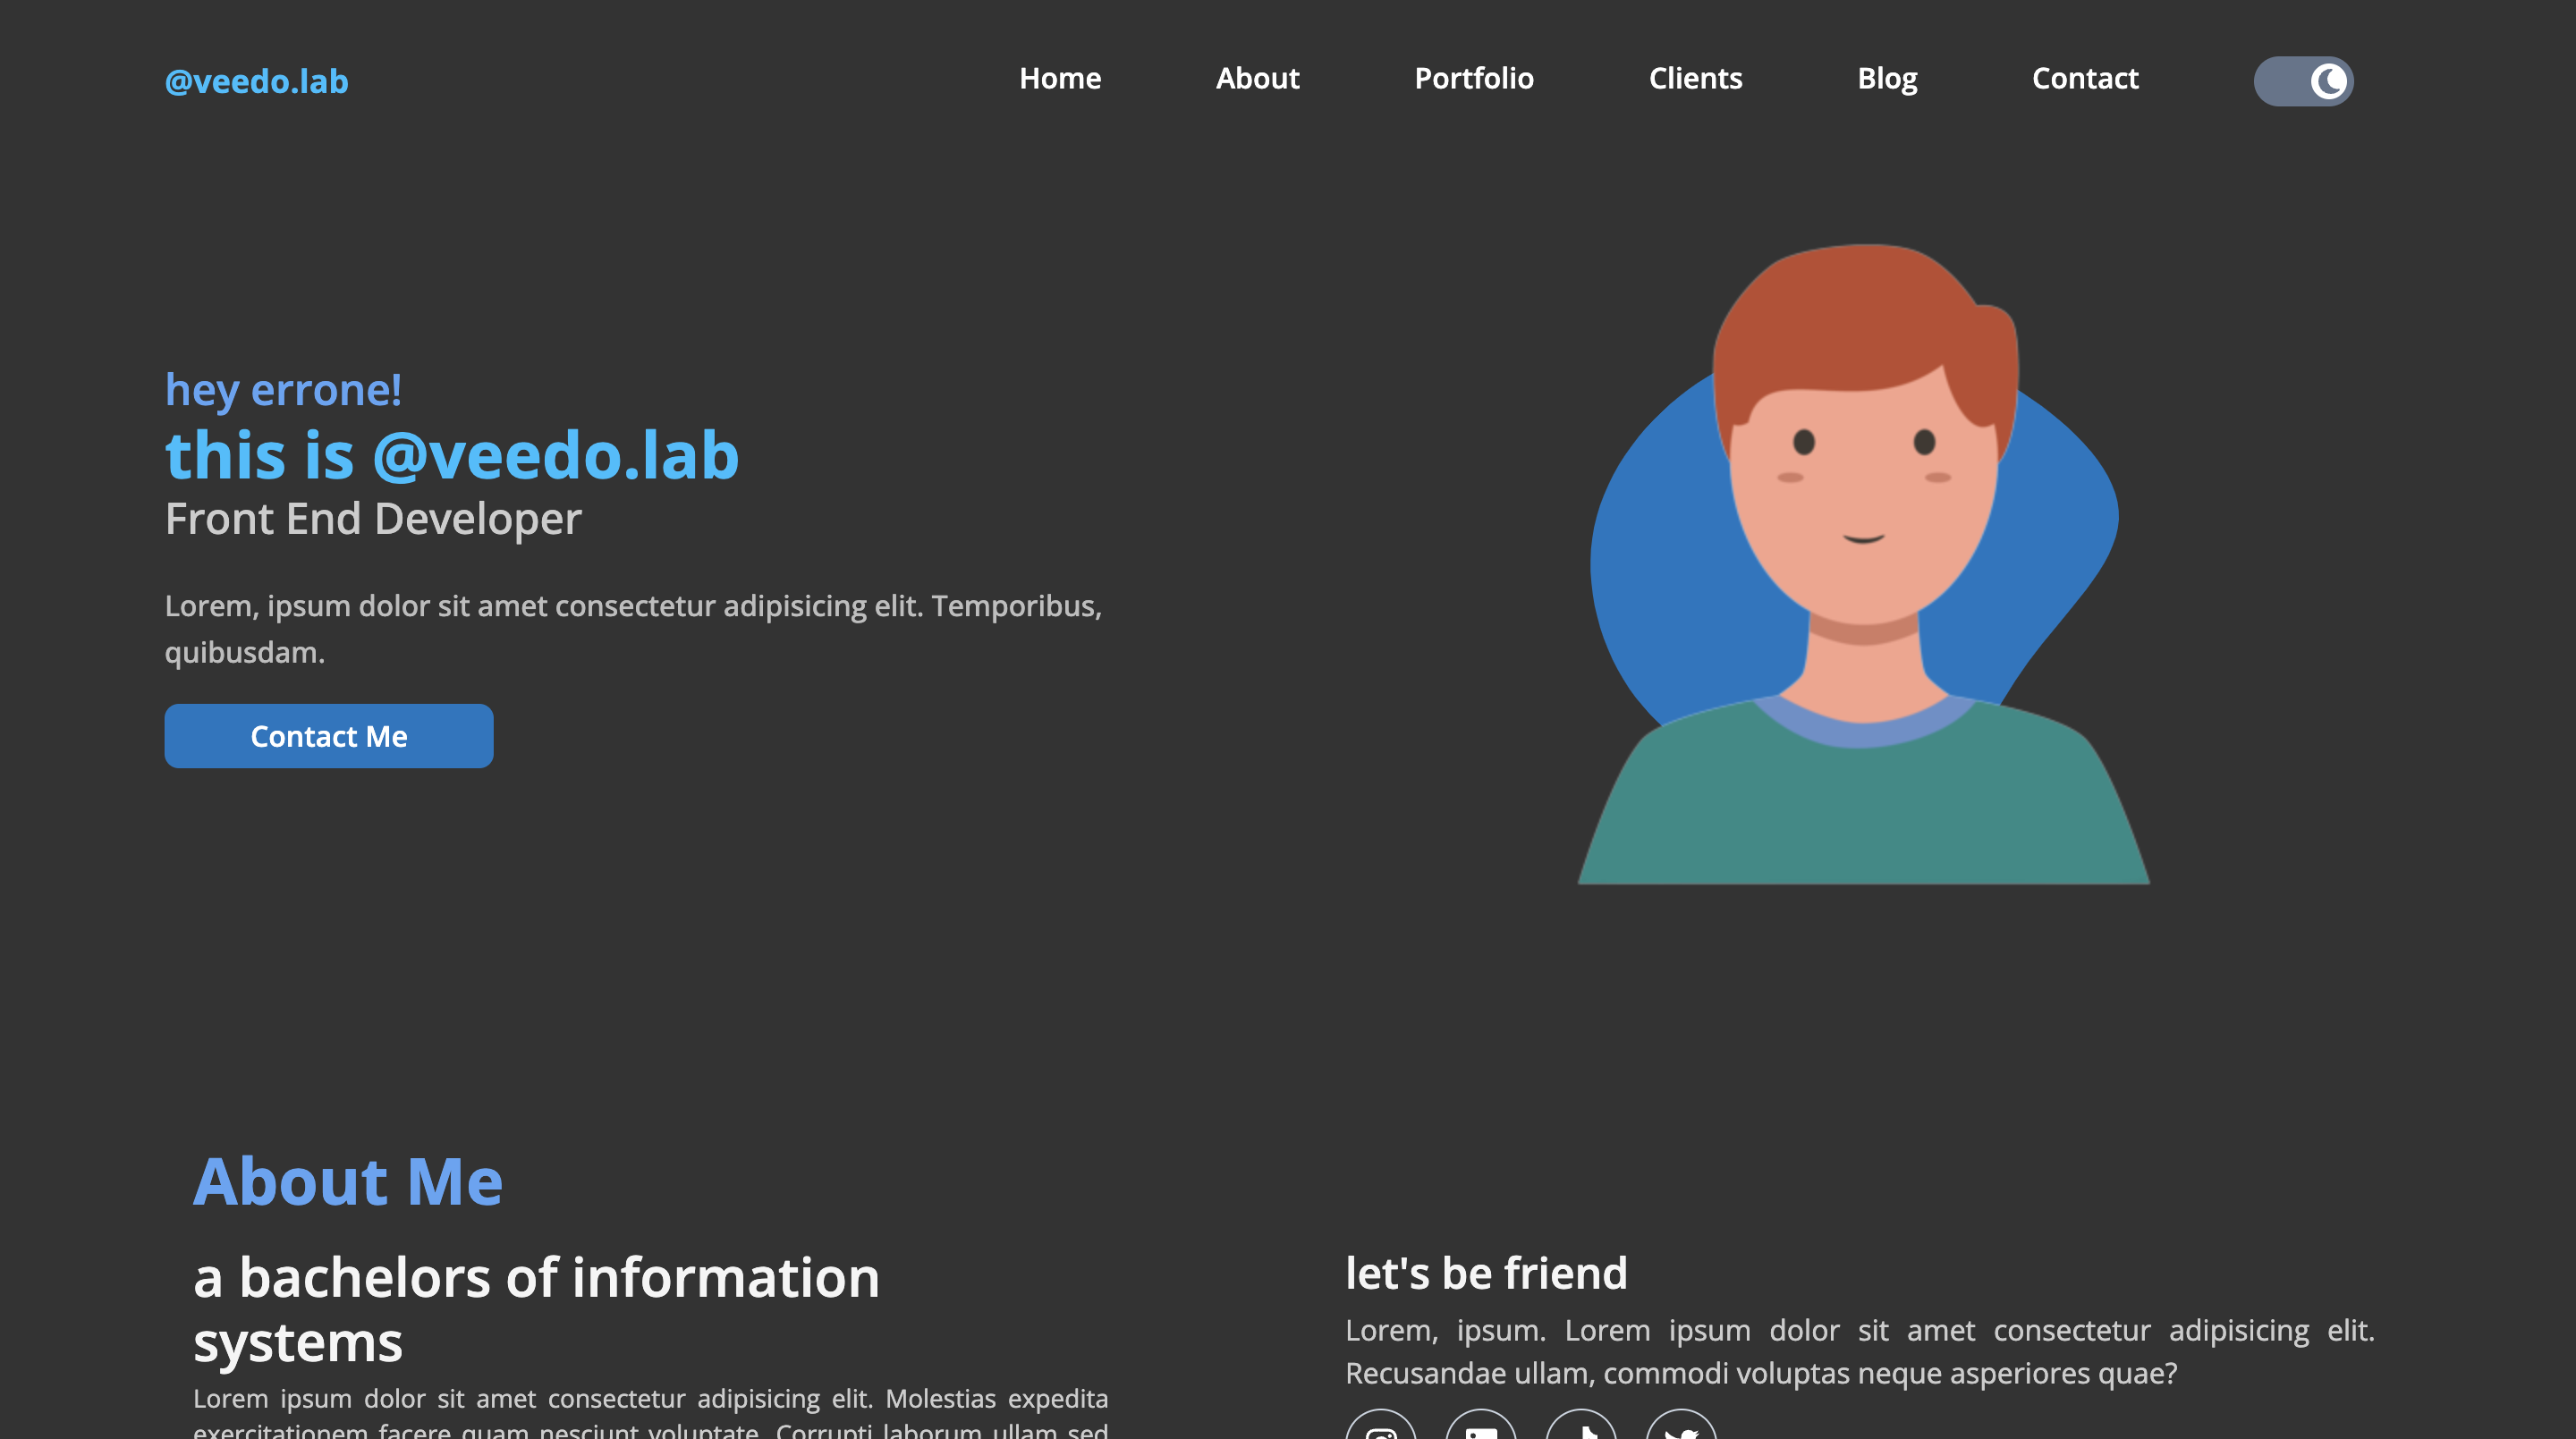 @veedo.lab
Home
About
Portfolio
Clients
Blog
Contact
hey errone!
this is @veedo.lab
Front End Developer
Lorem, ipsum dolor sit amet consectetur adipisicing elit. Temporibus,
quibusdam.
Contact Me
About Me
a bachelors of information
systems
Lorem ipsum dolor sit amet consectetur adipisicing elit. Molestias expedita
exercitationem facere quam nesciunt voluptate. Corrupti laborum ullam sed
let's be friend
Lorem, ipsum. Lorem ipsum dolor sit amet consectetur adipisicing elit.
Recusandae ullam, commodi voluptas neque asperiores quae?